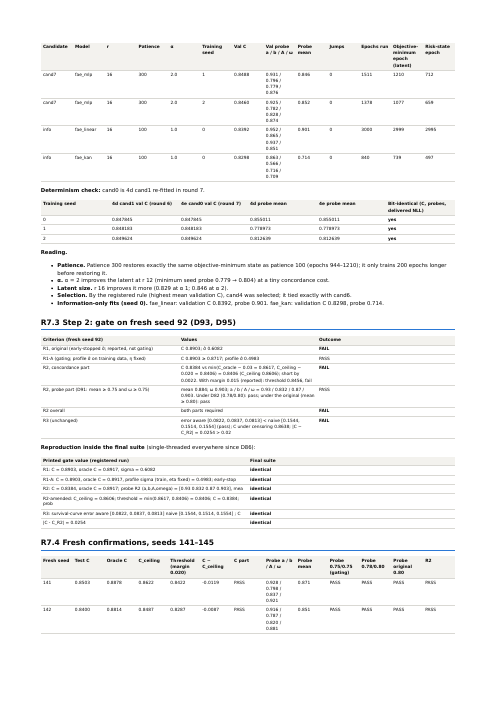 Candidate Model r Patience α Training seed Val C Val probe a / b / A / ω Probe mean Jumps Epochs run Objective-minimum epoch (latent) Risk-state epoch
cand7 fae_mlp 16 300 2.0 1 0.8488 0.931 / 0.796 / 0.779 / 0.876 0.846 0 1511 1210 712
cand7 fae_mlp 16 300 2.0 2 0.8460 0.925 / 0.782 / 0.828 / 0.874 0.852 0 1378 1077 659
info fae_linear 16 100 1.0 0 0.8392 0.952 / 0.865 / 0.937 / 0.851 0.901 0 3000 2999 2995
info fae_kan 16 100 1.0 0 0.8298 0.863 / 0.566 / 0.716 / 0.709 0.714 0 840 739 497
Determinism check: cand0 is 4d cand1 re-fitted in round 7.
Training seed 4d cand1 val C (round 6) 4e cand0 val C (round 7) 4d probe mean 4e probe mean Bit-identical (C, probes, delivered NLL)
0 0.847845 0.847845 0.855011 0.855011 yes
1 0.848183 0.848183 0.778973 0.778973 yes
2 0.849624 0.849624 0.812639 0.812639 yes
Reading.
• Patience. Patience 300 restores exactly the same objective-minimum state as patience 100 (epochs 944–1210); it only trains 200 epochs longer
before restoring it.
• α. α = 2 improves the latent at r 12 (minimum seed probe 0.779 → 0.804) at a tiny concordance cost.
• Latent size. r 16 improves it more (0.829 at α 1; 0.846 at α 2).
• Selection. By the registered rule (highest mean validation C), cand4 was selected; it tied exactly with cand6.
• Information-only fits (seed 0). fae_linear: validation C 0.8392, probe 0.901. fae_kan: validation C 0.8298, probe 0.714.
R7.3 Step 2: gate on fresh seed 92 (D93, D95)
Criterion (fresh seed 92) Values Outcome
R1, original (early-stopped σ̂, reported, not gating) C 0.8903; σ̂ 0.6082 FAIL
R1-A (gating; profile σ̂ on training data, η fixed) C 0.8903 ≥ 0.8717; profile σ̂ 0.4983 PASS
R2, concordance part C 0.8384 vs min(C_oracle − 0.03 = 0.8617, C_ceiling −
0.020 = 0.8406) = 0.8406 (C_ceiling 0.8606; short by
0.0022. With margin 0.015 (reported): threshold 0.8456, fail FAIL
R2, probe part (D91: mean ≥ 0.75 and ω ≥ 0.75) mean 0.884; ω 0.903; a / b / A / ω = 0.93 / 0.832 / 0.87 /
0.903. Under D82 (0.78/0.80): pass; under the original (mean
≥ 0.80): pass PASS
R2 overall both parts required FAIL
R3 (unchanged) error aware [0.0822, 0.0837, 0.0813] < naive [0.1544,
0.1554, 0.1554] (pass); C under censoring 0.8638; |C −
C_R2| = 0.0254 > 0.02 FAIL
Reproduction inside the final suite (single-threaded everywhere since D86):
Printed gate value (registered run) Final suite
R1: C = 0.8903, oracle C = 0.8917, sigma = 0.6082 identical
R1-A: C = 0.8903, oracle C = 0.8917, profile sigma (train, eta fixed) = 0.4983; early-stop identical
R2: C = 0.8384, oracle C = 0.8917; probe R2 (a,b,A,omega) = [0.93 0.832 0.87 0.903], mea identical
R2-amended: C_ceiling = 0.8606; threshold = min(0.8617, 0.8406) = 0.8406, C = 0.8384;
prob identical
R3: survival-curve error aware [0.0822, 0.0837, 0.0813] vs naive [0.1544, 0.1554, 0.1554] ; C identical
|C - C_R2| = 0.0254 identical
R7.4 Fresh confirmations, seeds 141–145
Fresh seed Test C Oracle C C_ceiling Threshold (margin 0.020) C − C_ceiling C part Probe a / b / A / ω Probe mean Probe 0.75/0.75 (gating) Probe 0.78/0.80 Probe original 0.80 R2
141 0.8503 0.8878 0.8622 0.8422 -0.0119 PASS 0.928 / 0.798 / 0.837 / 0.921 0.871 PASS PASS PASS PASS
142 0.8400 0.8814 0.8487 0.8287 -0.0087 PASS 0.916 / 0.787 / 0.820 / 0.881 0.851 PASS PASS PASS PASS